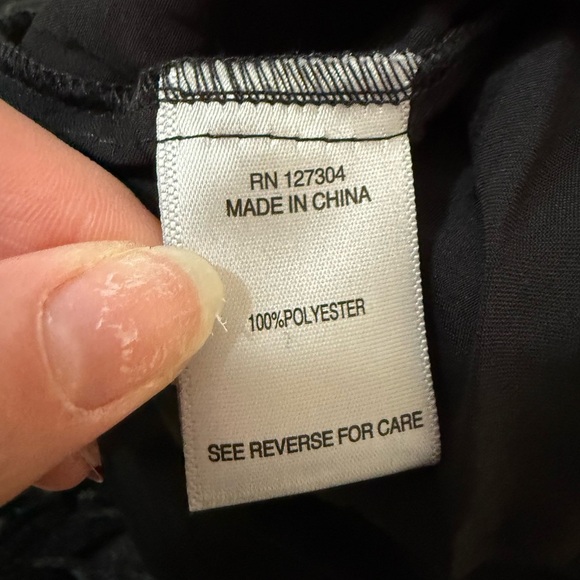 RN 127304
MADE IN CHINA
100%POLYESTER
SEE REVERSE FOR CARE